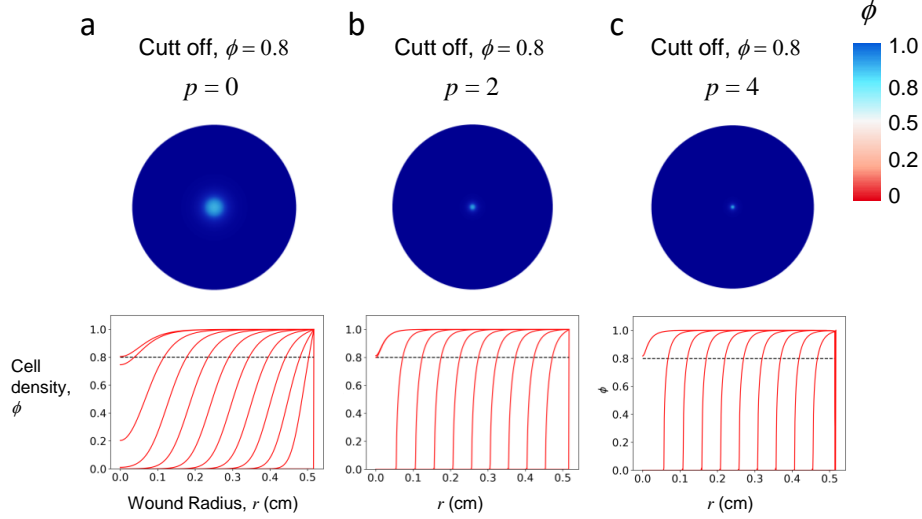 a
b
c
ϕ
Cutt off, ϕ = 0.8
Cutt off, ϕ = 0.8
Cutt off, ϕ = 0.8
p = 0
p = 2
p = 4
1.0
0.8
0.5
0.2
0
Cell
density,
ϕ
1.0
0.8
0.6
0.4
0.2
0.0
0.0 0.1 0.2 0.3 0.4 0.5
Wound Radius, r (cm)
1.0
0.8
0.6
0.4
0.2
0.0
0.0 0.1 0.2 0.3 0.4 0.5
r (cm)
ϕ
1.0
0.8
0.6
0.4
0.2
0.0
0.0 0.1 0.2 0.3 0.4 0.5
r (cm)